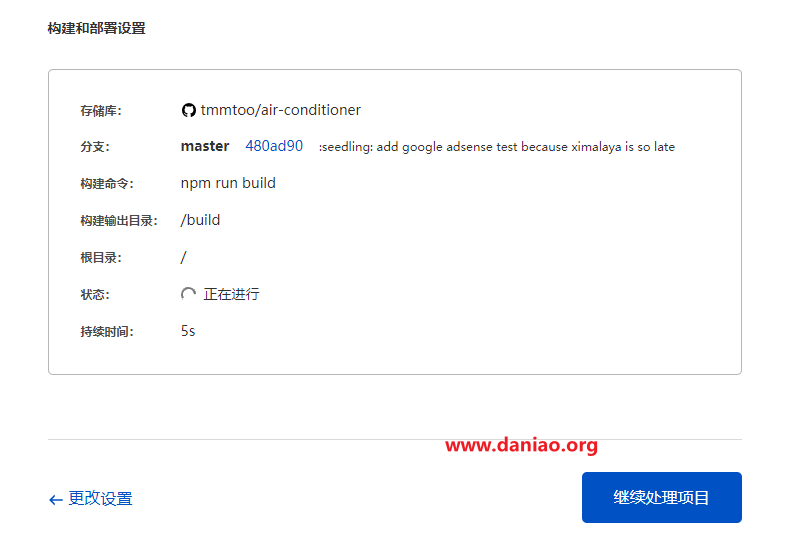 构建和部署设置
存储库： tmmtoo/air-conditioner
分支： master 480ad90 :seedling: add google adsense test because ximalaya is so late
构建命令： npm run build
构建输出目录： /build
根目录： /
状态： 正在进行
持续时间： 5s
www.daniao.org
← 更改设置 继续处理项目